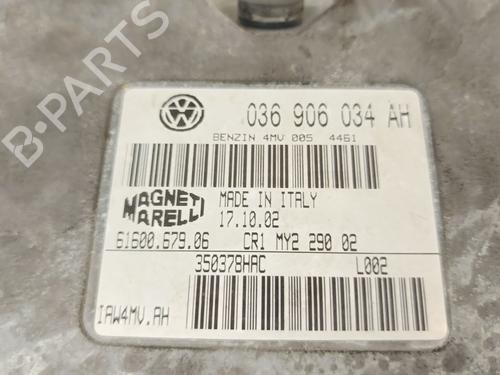 036 906 034 AH
BENZIN 4MV 005 4461
MAGNETI MARELLI
MADE IN ITALY
17.10.02
61600.679.06 CR1 MY2 290 02
350378HAC L002
IAW4MV.AH